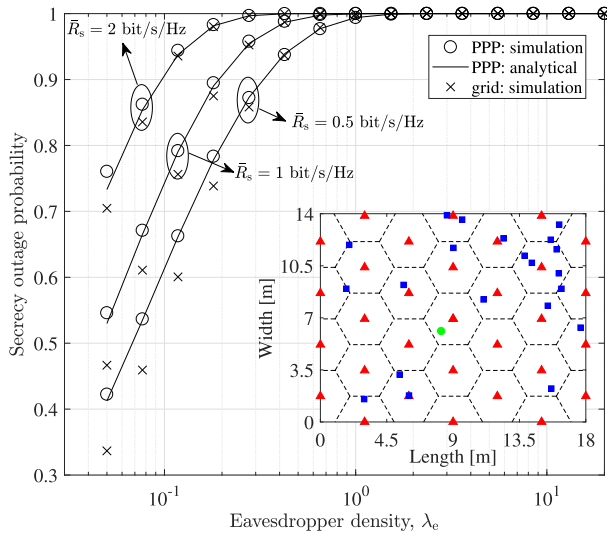 1
0.9
0.8
0.7
0.6
0.5
0.4
0.3
Secrecy outage probability
R̄s = 2 bit/s/Hz
PPP: simulation
PPP: analytical
grid: simulation
R̄s = 0.5 bit/s/Hz
R̄s = 1 bit/s/Hz
14
10.5
7
3.5
0
Width [m]
0 4.5 9 13.5 18
Length [m]
10⁻¹ 10⁰ 10¹
Eavesdropper density, λe